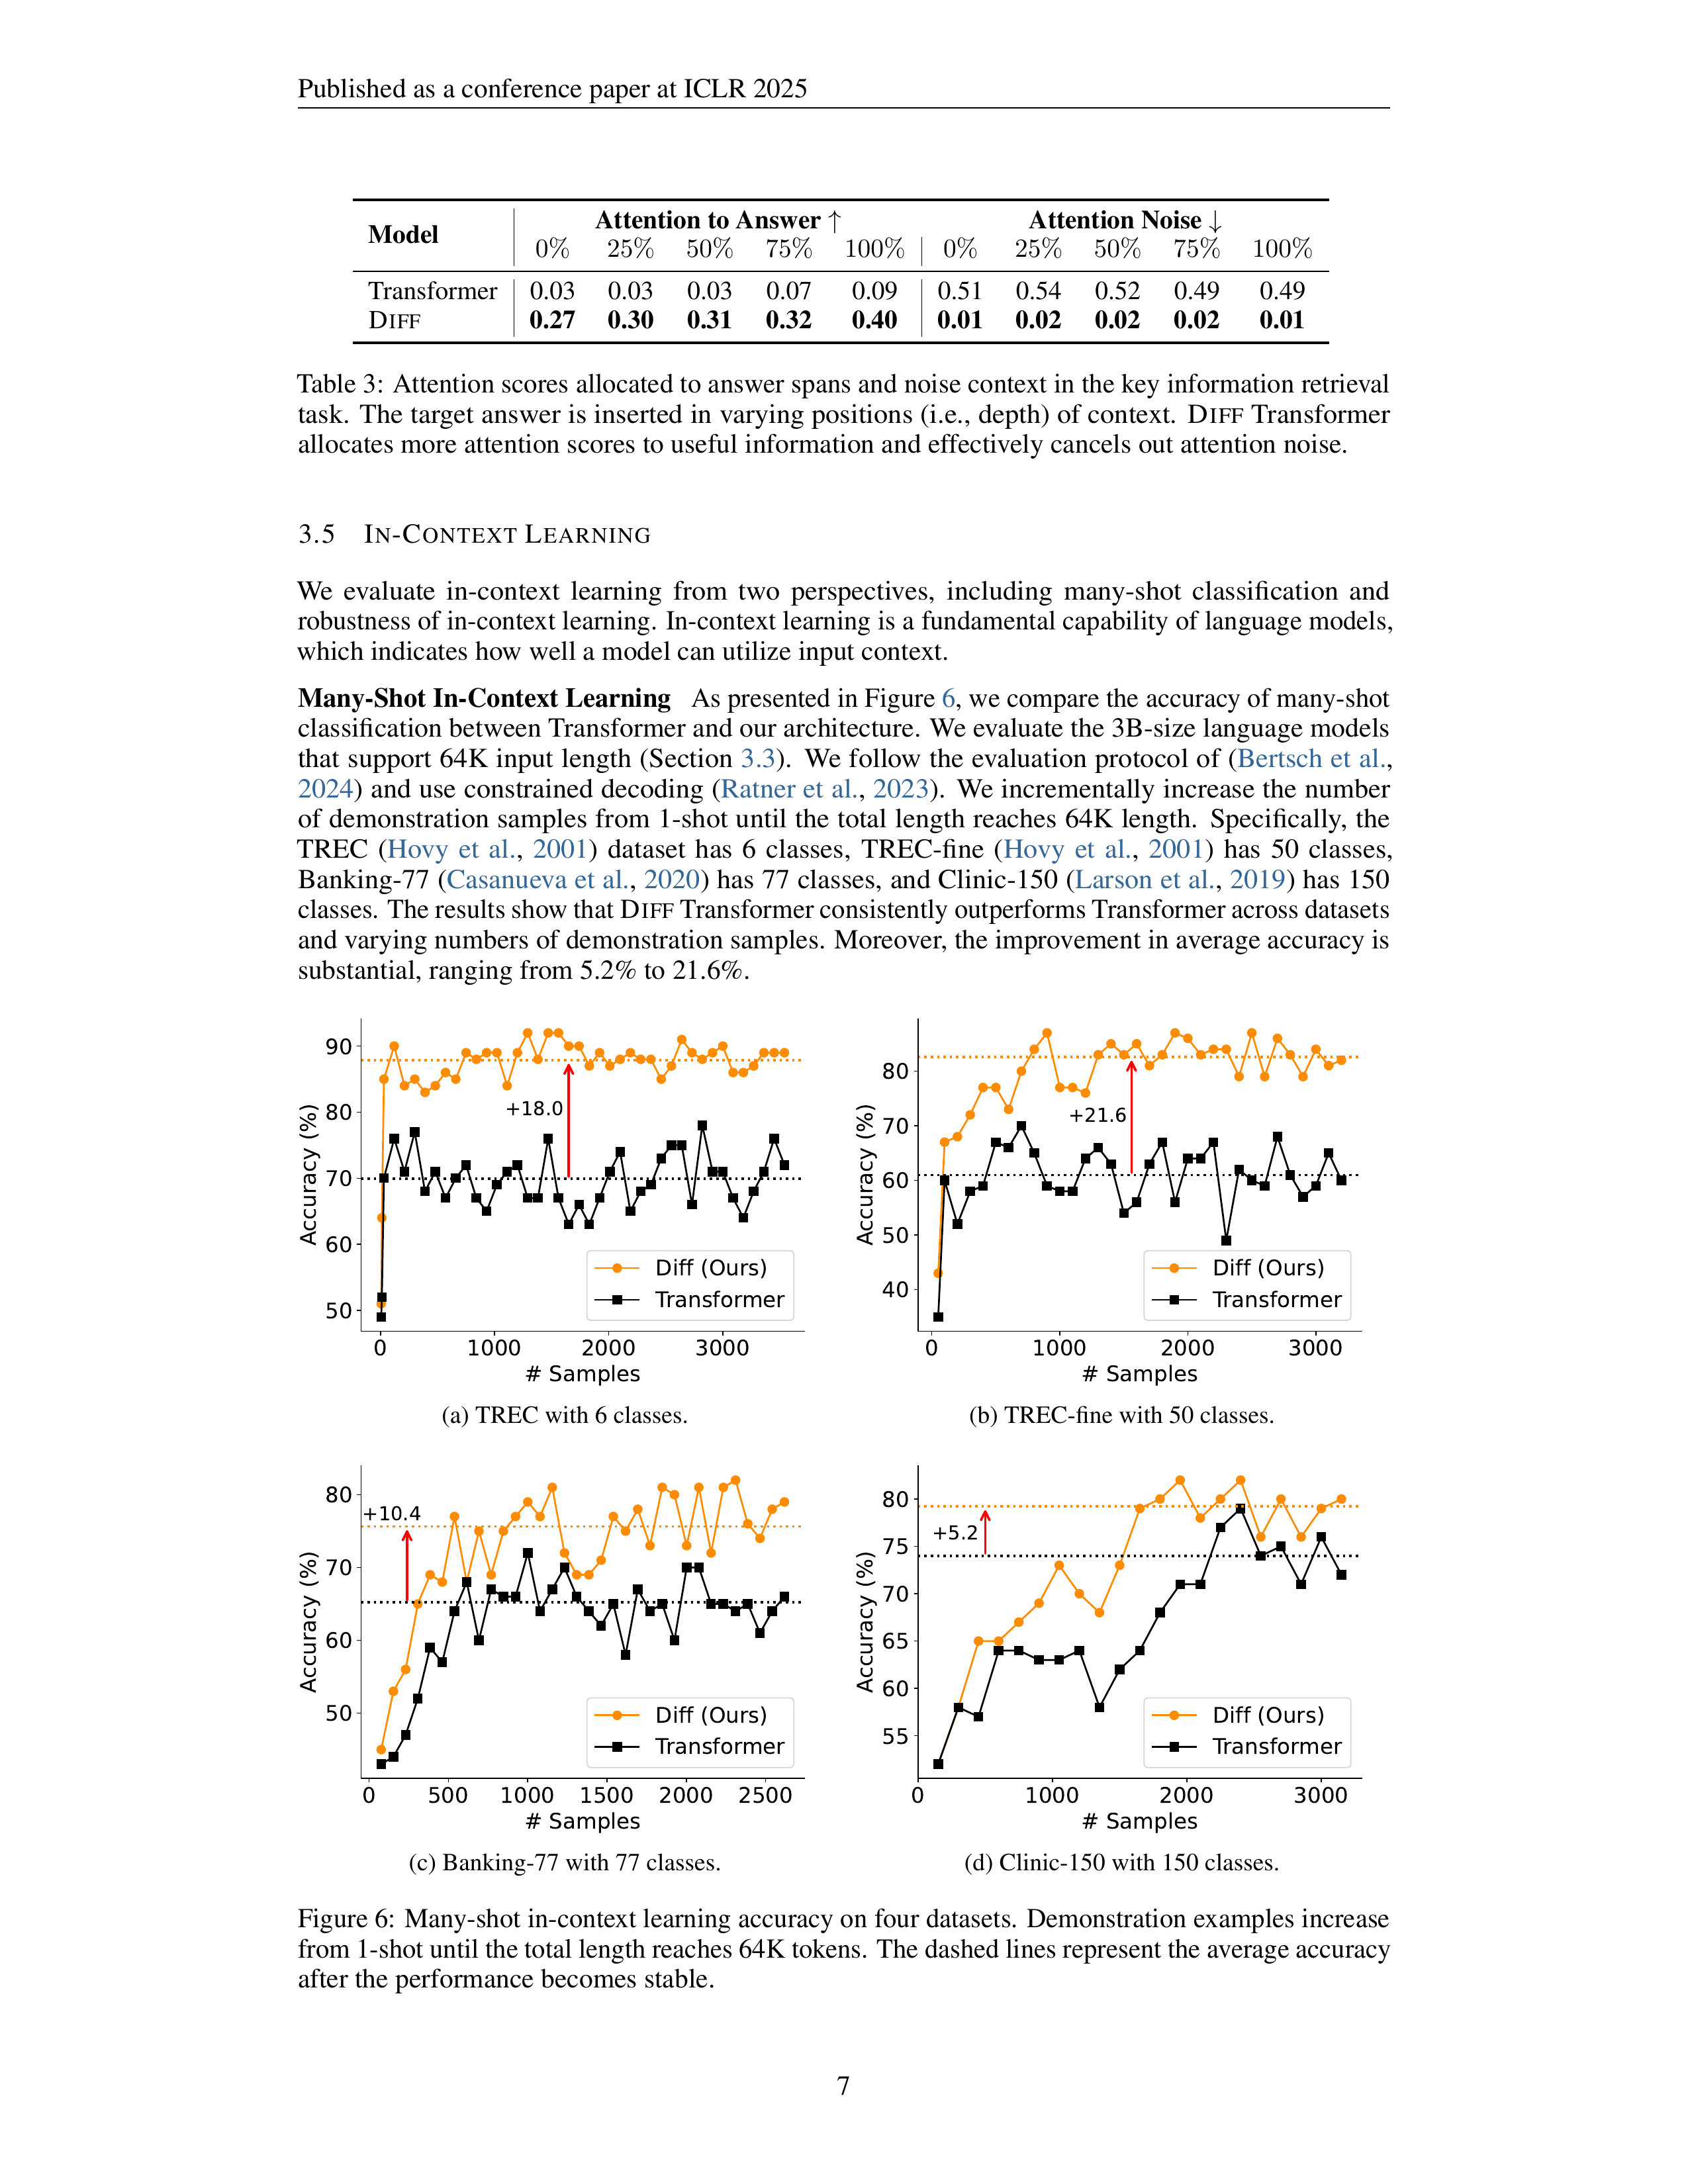 Published as a conference paper at ICLR 2025
Model
Attention to Answer ↑ Attention Noise ↓
0% 25% 50% 75% 100% 0% 25% 50% 75% 100%
Transformer 0.03 0.03 0.03 0.07 0.09 0.51 0.54 0.52 0.49 0.49
DIFF 0.27 0.30 0.31 0.32 0.40 0.01 0.02 0.02 0.02 0.01
Table 3: Attention scores allocated to answer spans and noise context in the key information retrieval
task. The target answer is inserted in varying positions (i.e., depth) of context. DIFF Transformer
allocates more attention scores to useful information and effectively cancels out attention noise.
3.5 IN-CONTEXT LEARNING
We evaluate in-context learning from two perspectives, including many-shot classification and
robustness of in-context learning. In-context learning is a fundamental capability of language models,
which indicates how well a model can utilize input context.
Many-Shot In-Context Learning As presented in Figure 6, we compare the accuracy of many-shot
classification between Transformer and our architecture. We evaluate the 3B-size language models
that support 64K input length (Section 3.3). We follow the evaluation protocol of (Bertsch et al.,
2024) and use constrained decoding (Ratner et al., 2023). We incrementally increase the number
of demonstration samples from 1-shot until the total length reaches 64K length. Specifically, the
TREC (Hovy et al., 2001) dataset has 6 classes, TREC-fine (Hovy et al., 2001) has 50 classes,
Banking-77 (Casanueva et al., 2020) has 77 classes, and Clinic-150 (Larson et al., 2019) has 150
classes. The results show that DIFF Transformer consistently outperforms Transformer across datasets
and varying numbers of demonstration samples. Moreover, the improvement in average accuracy is
substantial, ranging from 5.2% to 21.6%.
Accuracy (%)
90
80
70
60
50
+18.0
Diff (Ours)
Transformer
0 1000 2000 3000
# Samples
(a) TREC with 6 classes.
Accuracy (%)
80
70
60
50
40
+21.6
Diff (Ours)
Transformer
0 1000 2000 3000
# Samples
(b) TREC-fine with 50 classes.
Accuracy (%)
80
70
60
50
+10.4
Diff (Ours)
Transformer
0 500 1000 1500 2000 2500
# Samples
(c) Banking-77 with 77 classes.
Accuracy (%)
80
75
70
65
60
55
+5.2
Diff (Ours)
Transformer
0 1000 2000 3000
# Samples
(d) Clinic-150 with 150 classes.
Figure 6: Many-shot in-context learning accuracy on four datasets. Demonstration examples increase
from 1-shot until the total length reaches 64K tokens. The dashed lines represent the average accuracy
after the performance becomes stable.
7